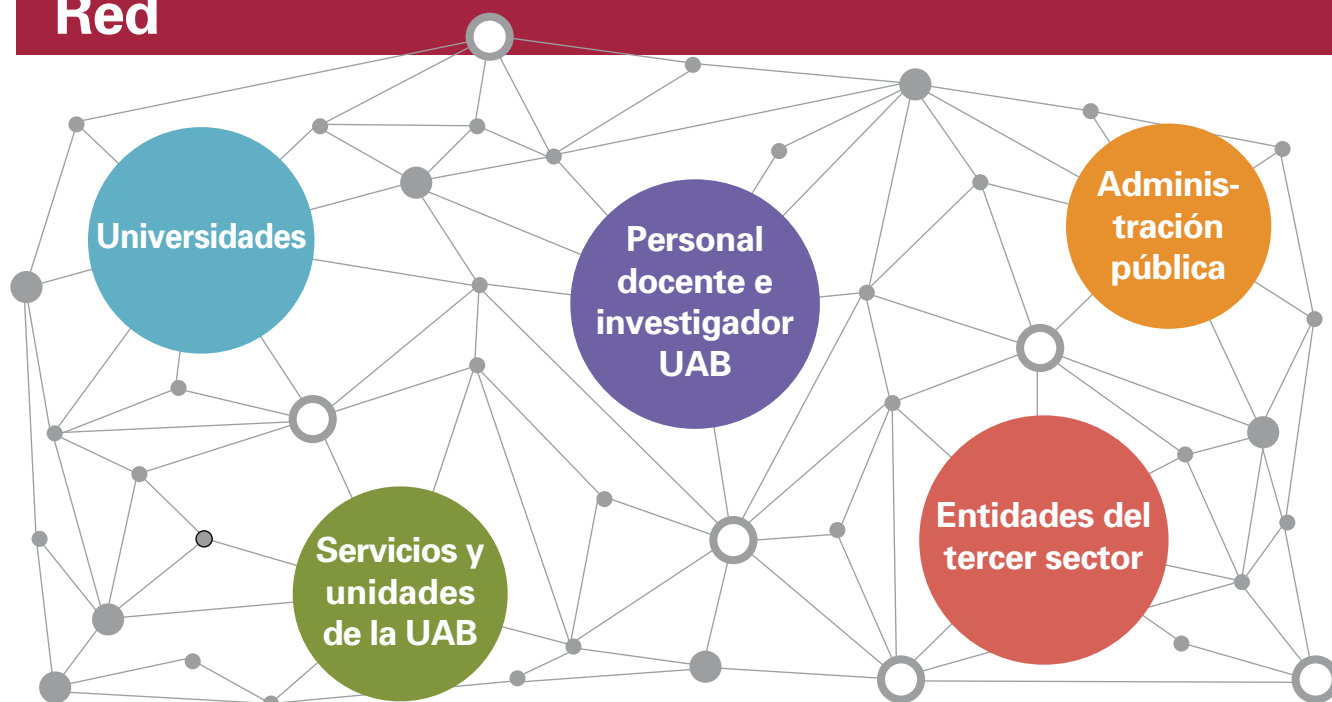 Red
Universidades
Personal
docente e
investigador
UAB
Adminis-
tración
pública
Servicios y
unidades
de la UAB
Entidades del
tercer sector